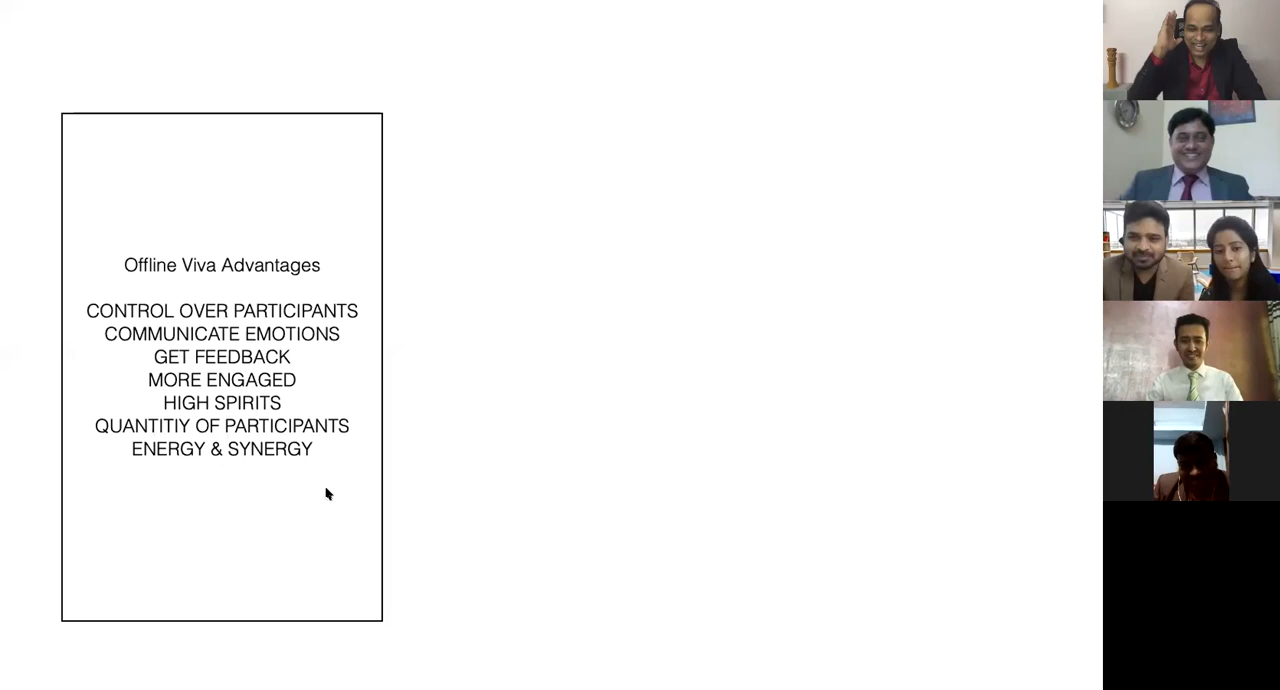 Offline Viva Advantages
CONTROL OVER PARTICIPANTS
COMMUNICATE EMOTIONS
GET FEEDBACK
MORE ENGAGED
HIGH SPIRITS
QUANTITIY OF PARTICIPANTS
ENERGY & SYNERGY